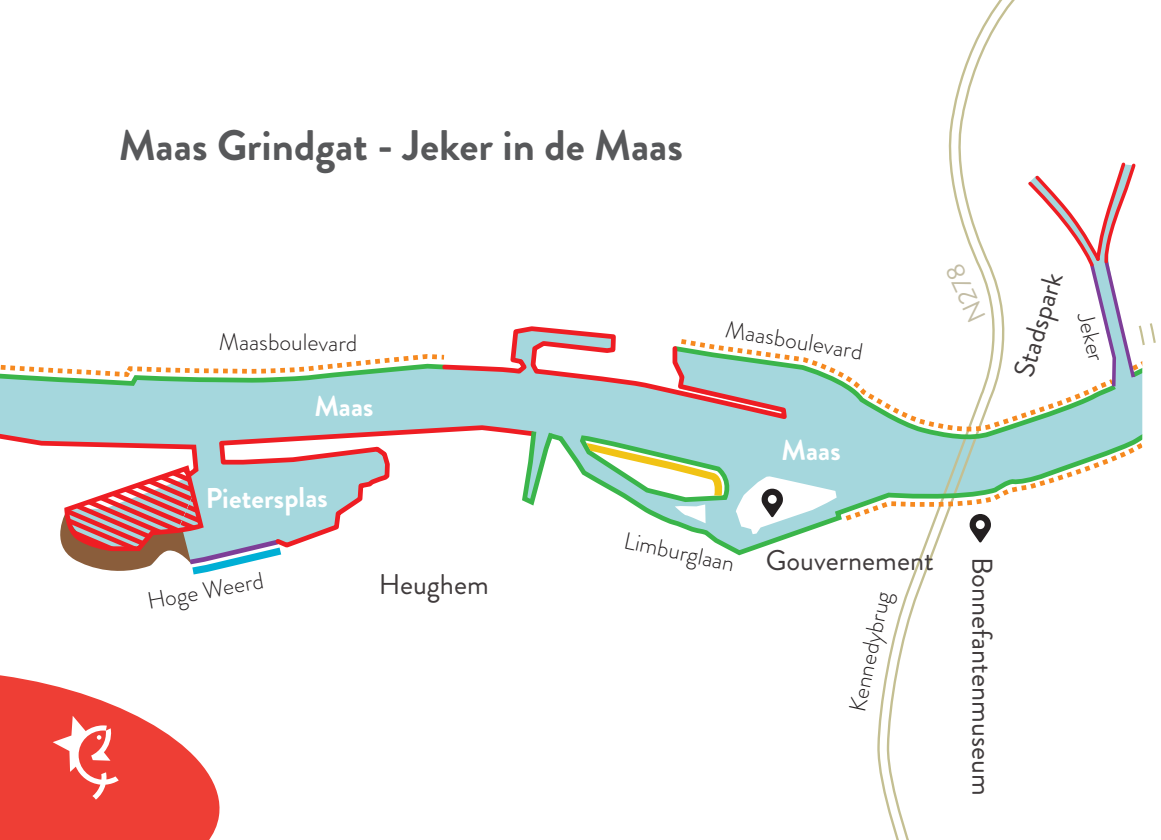 Maas Grindgat - Jeker in de Maas
N278
Stadspark
Jeker
Maasboulevard
Maasboulevard
Maas
Maas
Pietersplas
Limburglaan
Gouvernement
Hoge Weerd
Heughem
Kennedybrug
Bonnefantenmuseum